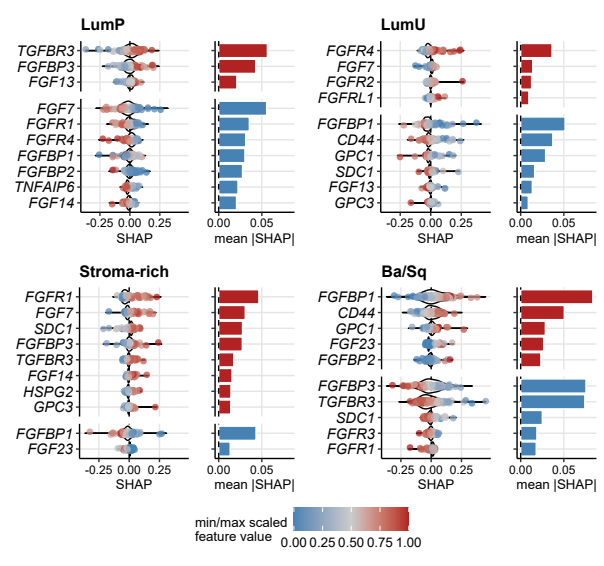 LumP
TGFBR3
FGFBP3
FGF13
FGF7
FGFR1
FGFR4
FGFBP1
FGFBP2
TNFAIP6
FGF14
-0.25 0.00 0.25
SHAP
0.00 0.05
mean |SHAP|
LumU
FGFR4
FGF7
FGFR2
FGFRL1
FGFBP1
CD44
GPC1
SDC1
FGF13
GPC3
-0.25 0.00 0.25
SHAP
0.00 0.05
mean |SHAP|
Stroma-rich
FGFR1
FGF7
SDC1
FGFBP3
TGFBR3
FGF14
HSPG2
GPC3
FGFBP1
FGF23
-0.25 0.00 0.25
SHAP
0.00 0.05
mean |SHAP|
Ba/Sq
FGFBP1
CD44
GPC1
FGF23
FGFBP2
FGFBP3
TGFBR3
SDC1
FGFR3
FGFR1
-0.25 0.00 0.25
SHAP
0.00 0.05
mean |SHAP|
min/max scaled
feature value
0.00 0.25 0.50 0.75 1.00